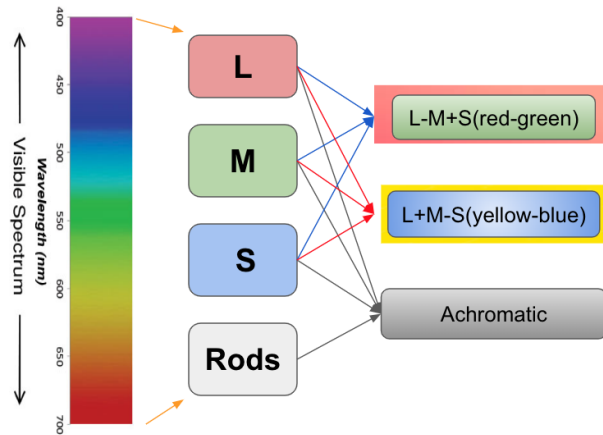 400
450
500
550
600
650
700
Wavelength (nm)
Visible Spectrum
L
M
S
Rods
L-M+S(red-green)
L+M-S(yellow-blue)
Achromatic